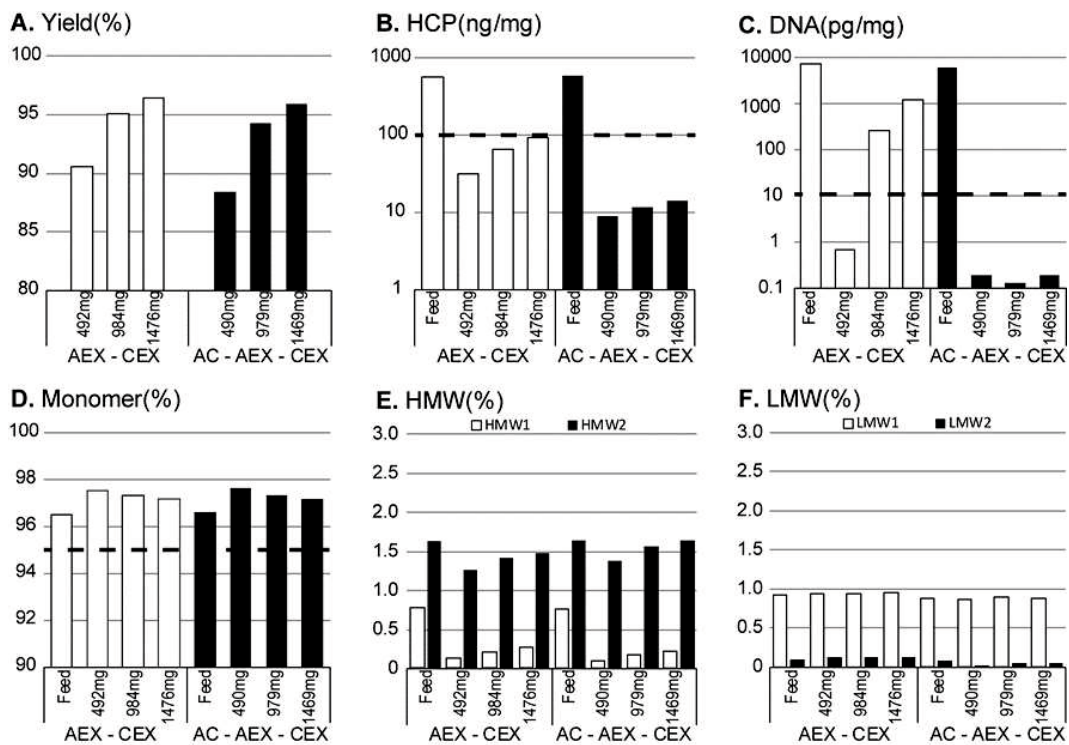 A. Yield(%)
100
95
90
85
80
492mg
984mg
1476mg
490mg
979mg
1469mg
AEX - CEX
AC - AEX - CEX
B. HCP(ng/mg)
1000
100
10
1
Feed
492mg
984mg
1476mg
Feed
490mg
979mg
1469mg
AEX - CEX
AC - AEX - CEX
C. DNA(pg/mg)
10000
1000
100
10
1
0.1
Feed
492mg
984mg
1476mg
Feed
490mg
979mg
1469mg
AEX - CEX
AC - AEX - CEX
D. Monomer(%)
100
98
96
94
92
90
Feed
492mg
984mg
1476mg
Feed
490mg
979mg
1469mg
AEX - CEX
AC - AEX - CEX
E. HMW(%)
HMW1 HMW2
3.0
2.5
2.0
1.5
1.0
0.5
0
Feed
492mg
984mg
1476mg
Feed
490mg
979mg
1469mg
AEX - CEX
AC - AEX - CEX
F. LMW(%)
LMW1 LMW2
3.0
2.5
2.0
1.5
1.0
0.5
0
Feed
492mg
984mg
1476mg
Feed
490mg
979mg
1469mg
AEX - CEX
AC - AEX - CEX